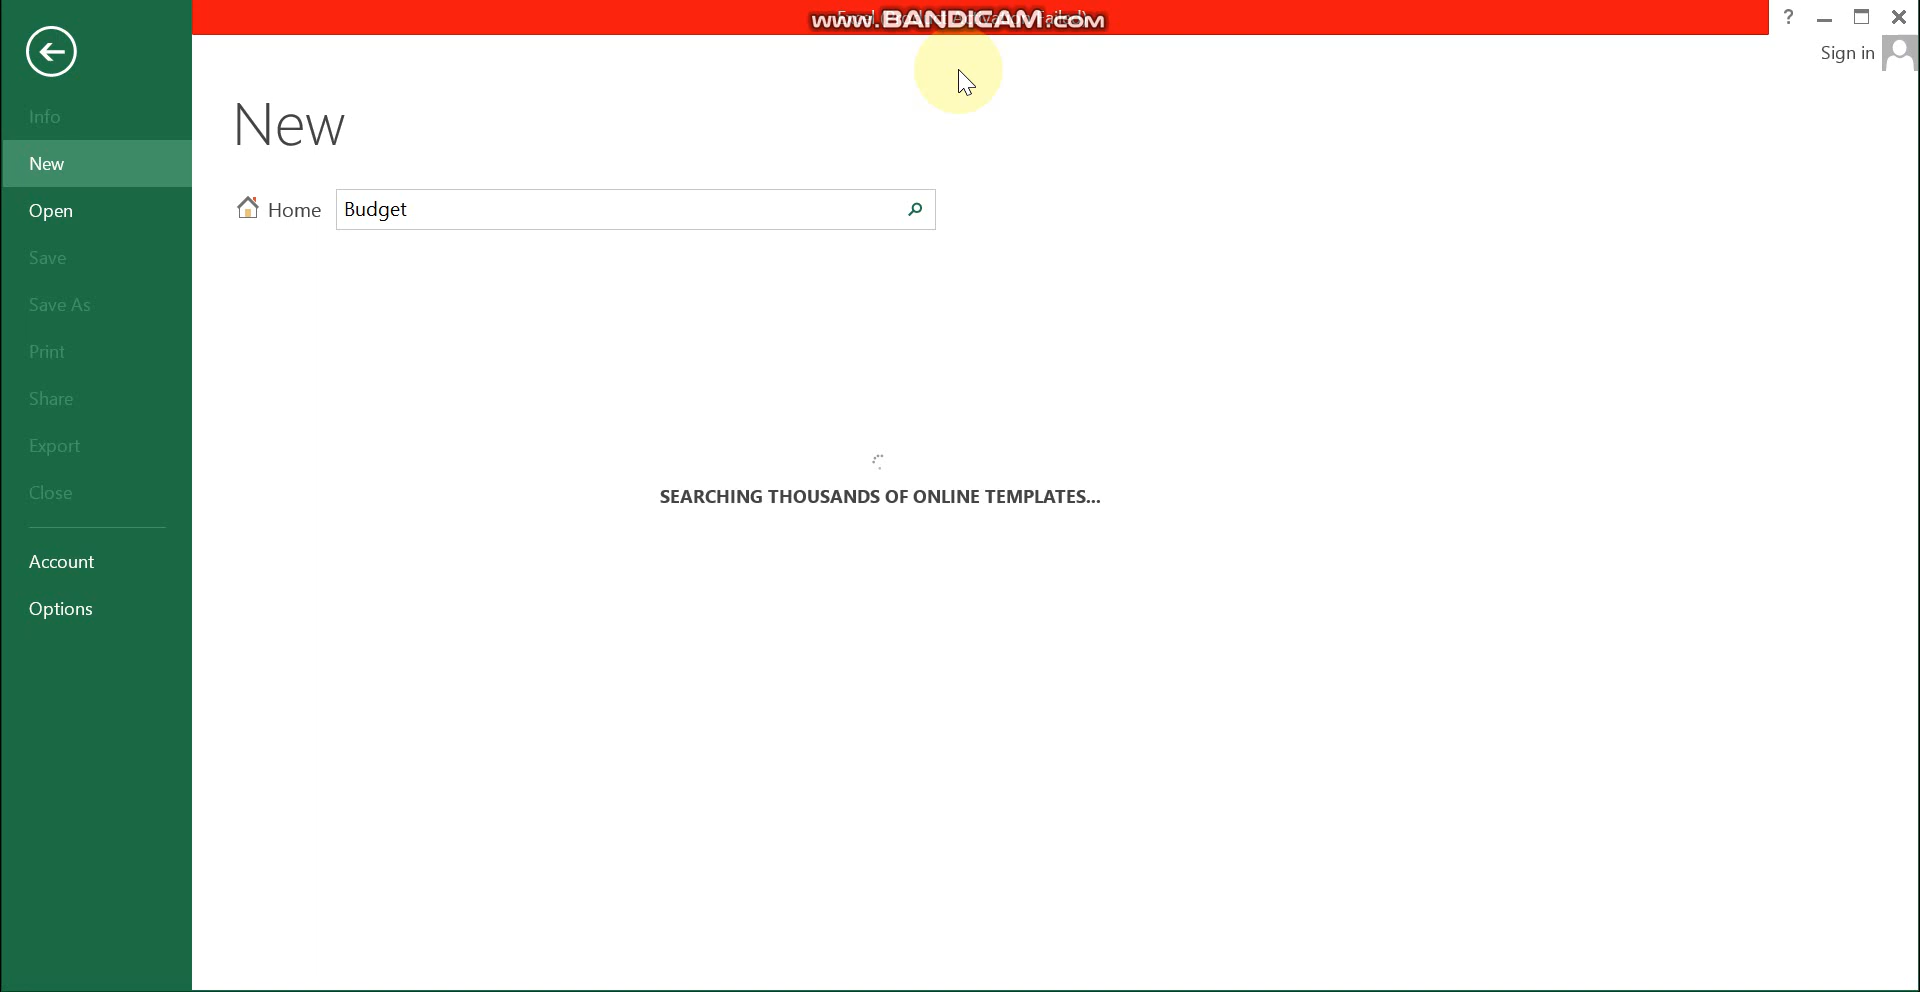 www.BANDICAM.com
?
Sign in
Info
New
Open
Save
Save As
Print
Share
Export
Close
Account
Options
New
Home
Budget
SEARCHING THOUSANDS OF ONLINE TEMPLATES...